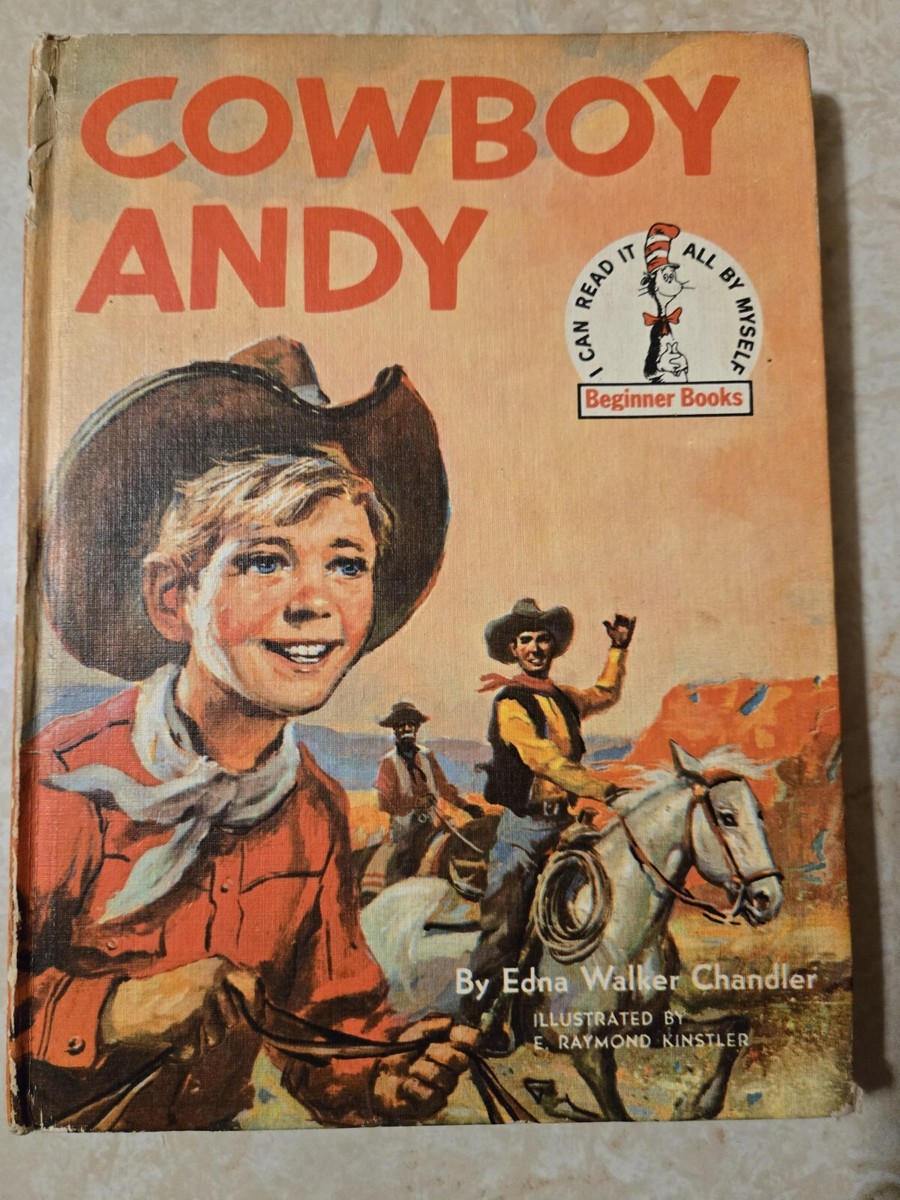 COWBOY
ANDY
I CAN READ IT ALL BY MYSELF
Beginner Books
By Edna Walker Chandler
ILLUSTRATED BY
E. RAYMOND KINSTLER